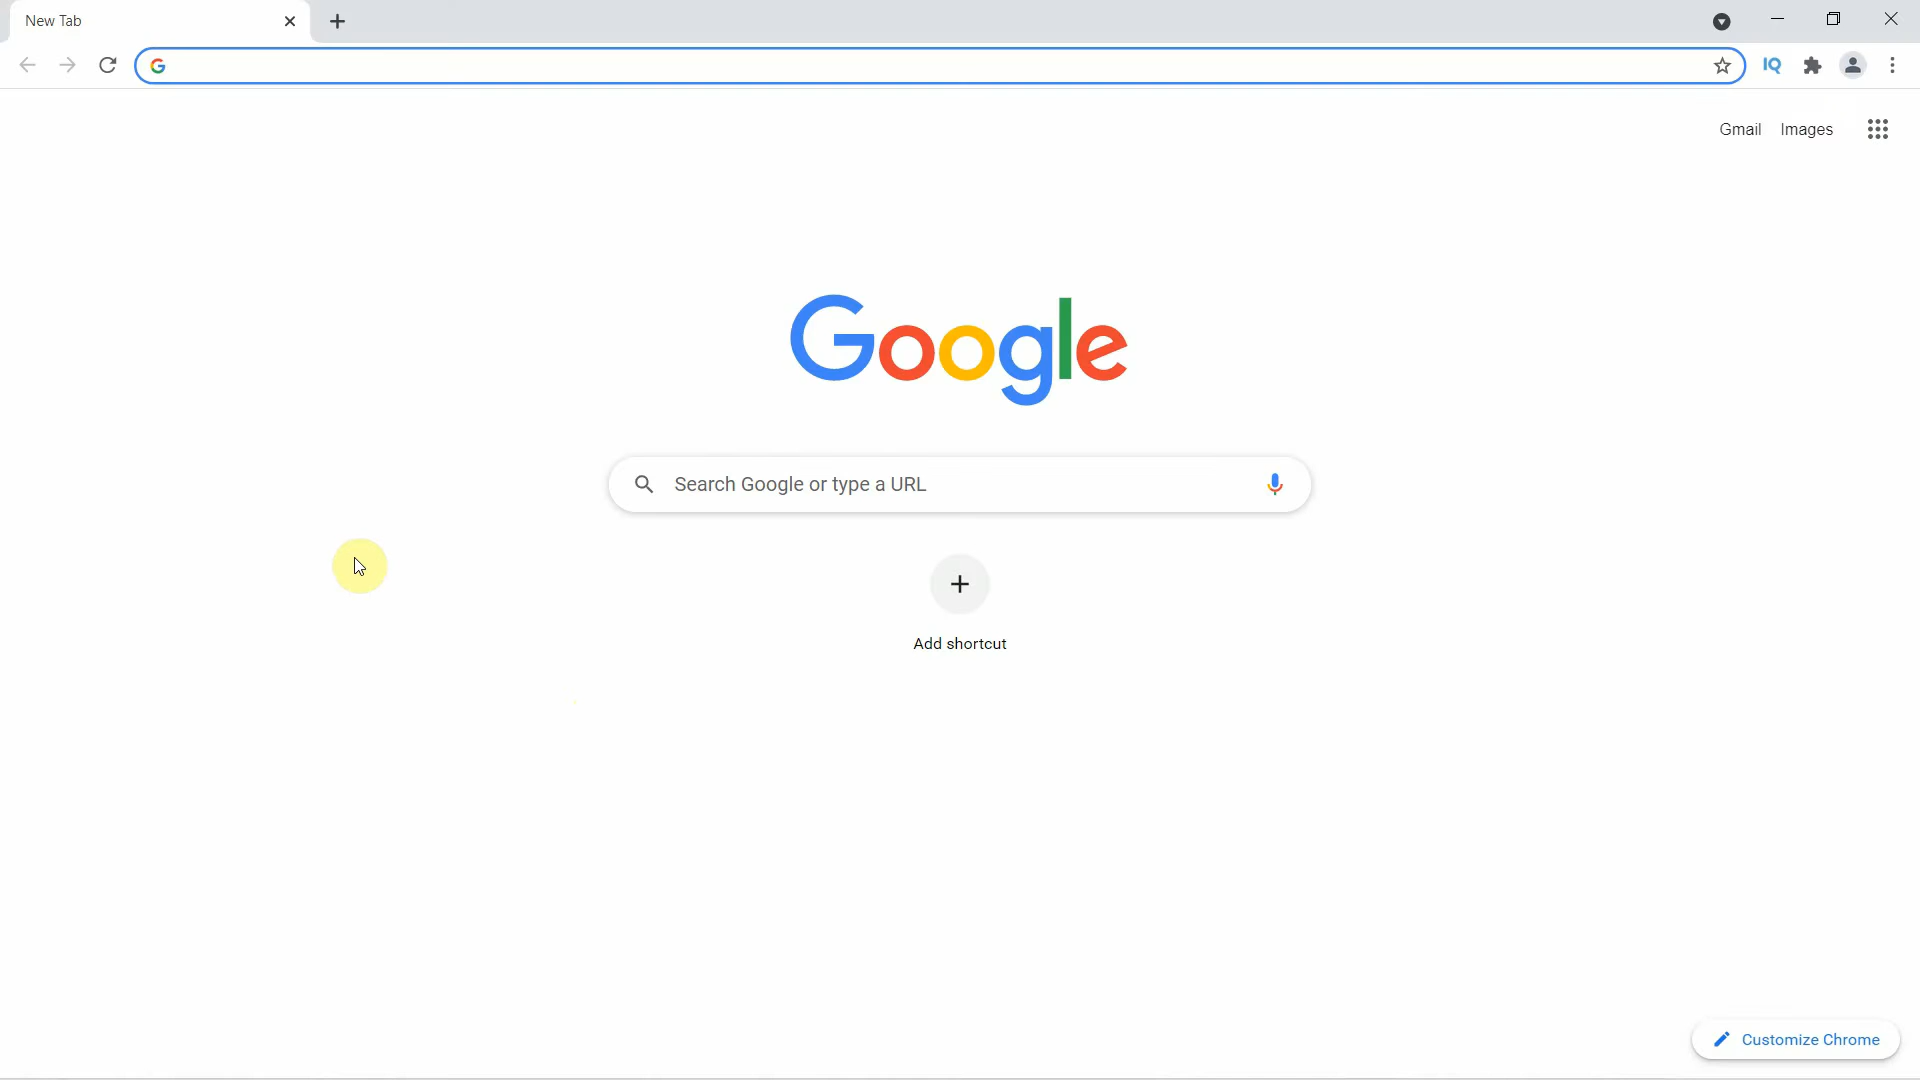 New Tab
IQ
Gmail Images
Google
Search Google or type a URL
Add shortcut
Customize Chrome